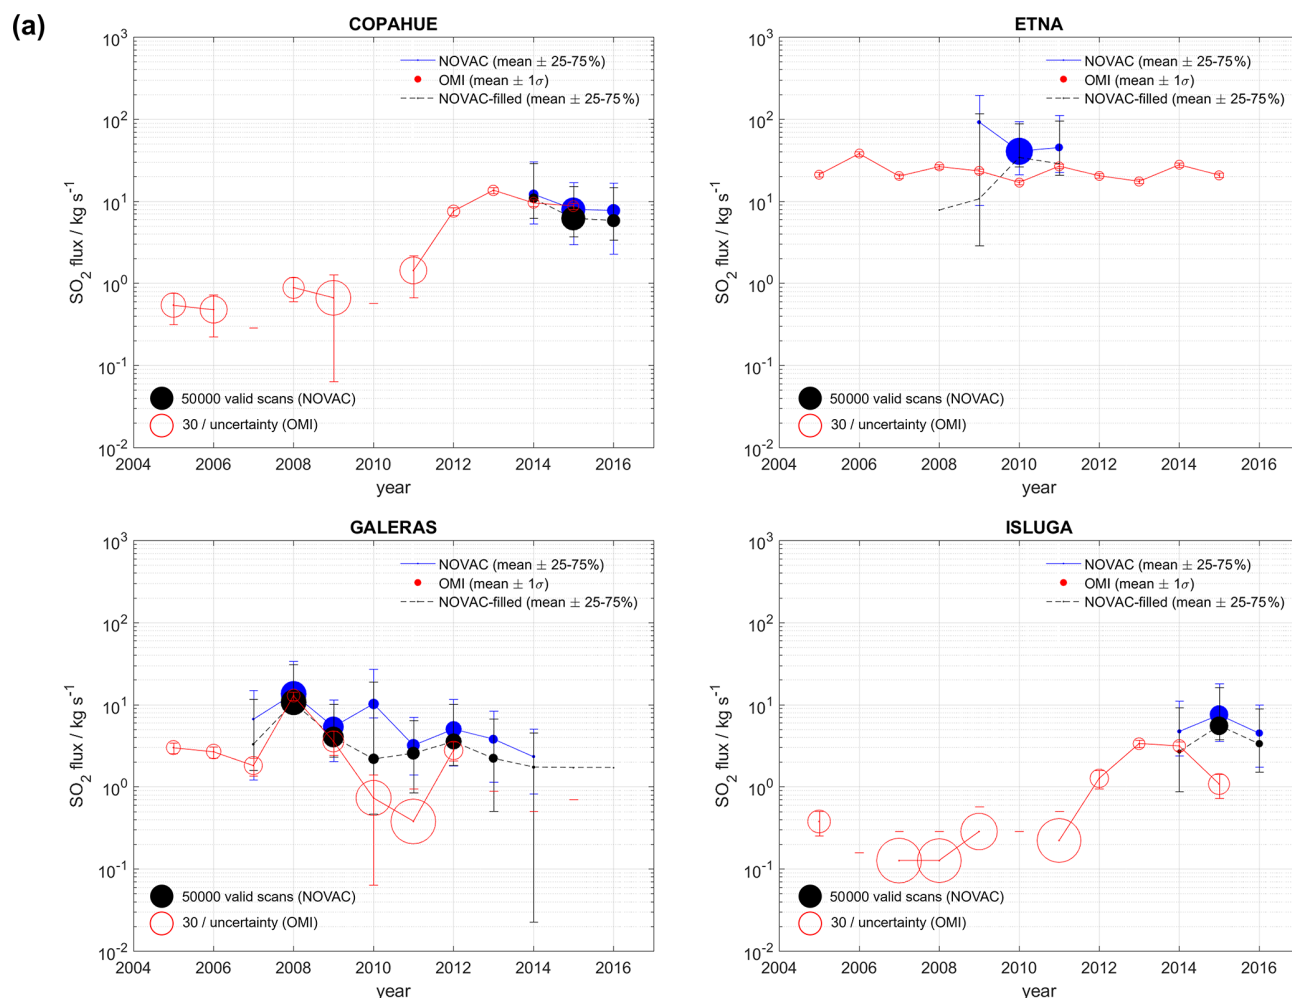 (a)
COPAHUE
NOVAC (mean ± 25-75%)
OMI (mean ± 1σ)
NOVAC-filled (mean ± 25-75%)
10^3
10^2
10^1
10^0
10^-1
10^-2
SO_2 flux / kg s^-1
50000 valid scans (NOVAC)
30 / uncertainty (OMI)
2004 2006 2008 2010 2012 2014 2016
year
ETNA
NOVAC (mean ± 25-75%)
OMI (mean ± 1σ)
NOVAC-filled (mean ± 25-75%)
10^3
10^2
10^1
10^0
10^-1
10^-2
SO_2 flux / kg s^-1
50000 valid scans (NOVAC)
30 / uncertainty (OMI)
2004 2006 2008 2010 2012 2014 2016
year
GALERAS
NOVAC (mean ± 25-75%)
OMI (mean ± 1σ)
NOVAC-filled (mean ± 25-75%)
10^3
10^2
10^1
10^0
10^-1
10^-2
SO_2 flux / kg s^-1
50000 valid scans (NOVAC)
30 / uncertainty (OMI)
2004 2006 2008 2010 2012 2014 2016
year
ISLUGA
NOVAC (mean ± 25-75%)
OMI (mean ± 1σ)
NOVAC-filled (mean ± 25-75%)
10^3
10^2
10^1
10^0
10^-1
10^-2
SO_2 flux / kg s^-1
50000 valid scans (NOVAC)
30 / uncertainty (OMI)
2004 2006 2008 2010 2012 2014 2016
year